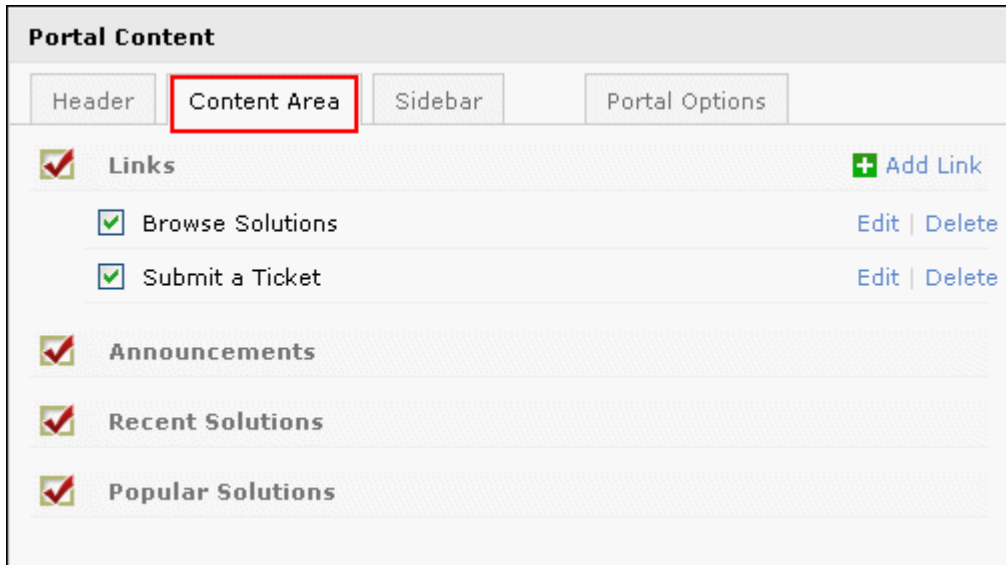 Portal Content
Header Content Area Sidebar Portal Options
Links Add Link
Browse Solutions Edit | Delete
Submit a Ticket Edit | Delete
Announcements
Recent Solutions
Popular Solutions